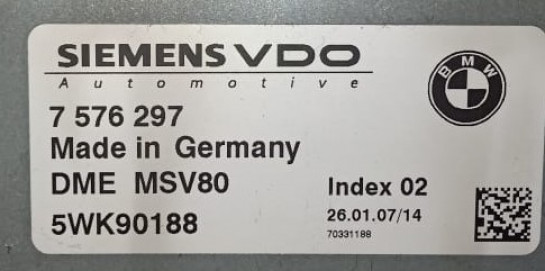 SIEMENS VDO
Automotive
BMW
7 576 297
Made in Germany
DME MSV80
Index 02
5WK90188
26.01.07/14
70331188